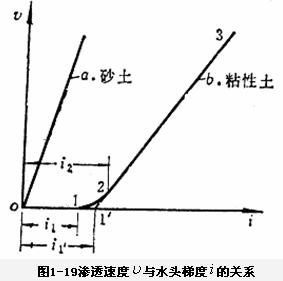 υ
3
a.砂土
b.粘性土
i₂
2
o
1
1′
i
i₁
i₁′
图1-19渗透速度υ与水头梯度i的关系